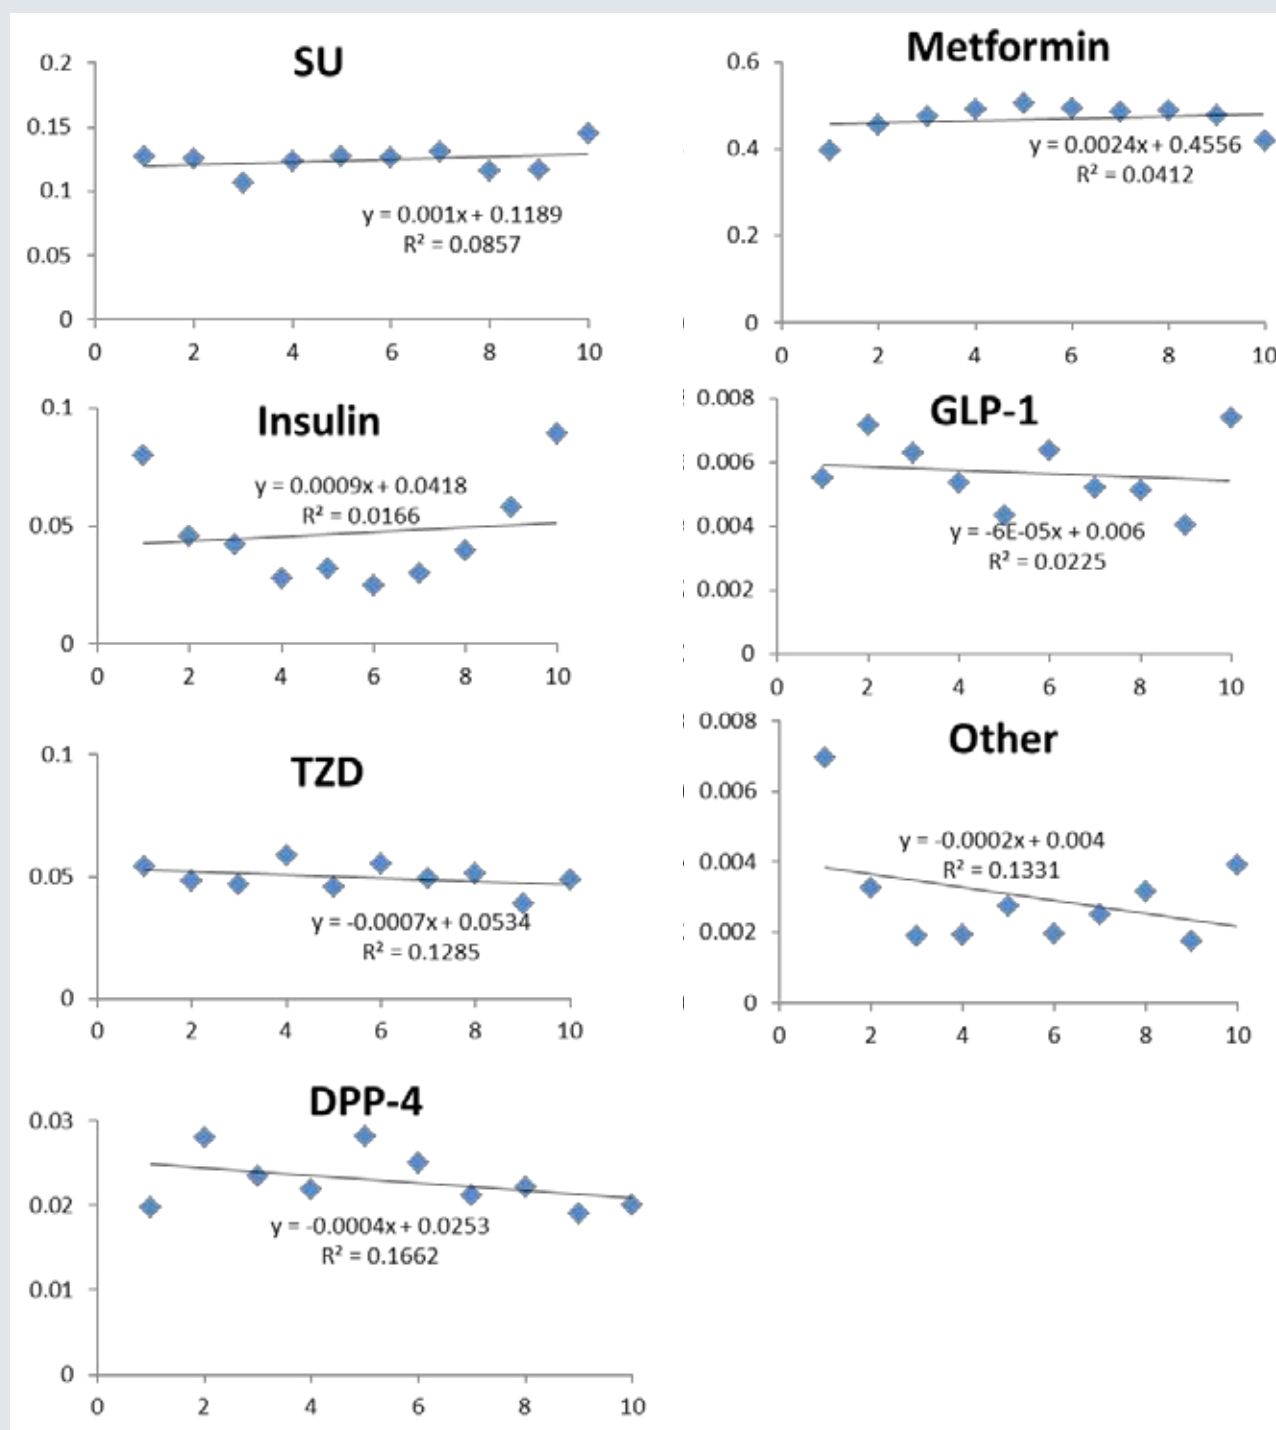 SU
0.2
0.15
0.1
0.05
0
y = 0.001x + 0.1189
R² = 0.0857
0 2 4 6 8 10
Metformin
0.6
0.4
0.2
0
y = 0.0024x + 0.4556
R² = 0.0412
0 2 4 6 8 10
Insulin
0.1
0.05
0
y = 0.0009x + 0.0418
R² = 0.0166
0 2 4 6 8 10
GLP-1
0.008
0.006
0.004
0.002
0
y = -6E-05x + 0.006
R² = 0.0225
0 2 4 6 8 10
TZD
0.1
0.05
0
y = -0.0007x + 0.0534
R² = 0.1285
0 2 4 6 8 10
Other
0.008
0.006
0.004
0.002
0
y = -0.0002x + 0.004
R² = 0.1331
0 2 4 6 8 10
DPP-4
0.03
0.02
0.01
0
y = -0.0004x + 0.0253
R² = 0.1662
0 2 4 6 8 10